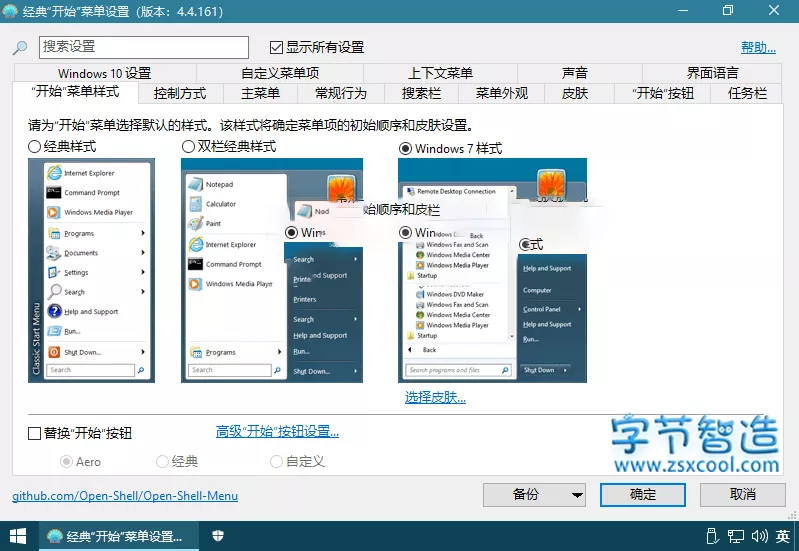 经典“开始”菜单设置 (版本: 4.4.161)
搜索设置
显示所有设置
帮助...
Windows 10 设置
自定义菜单项
上下文菜单
声音
界面语言
“开始”菜单样式
控制方式
主菜单
常规行为
搜索栏
菜单外观
皮肤
“开始”按钮
任务栏
请为“开始”菜单选择默认的样式。该样式将确定菜单项的初始顺序和皮肤设置。
经典样式
双栏经典样式
Windows 7 样式
Internet Explorer
Command Prompt
Windows Media Player
Programs
Documents
Settings
Search
Help and Support
Run...
Shut Down...
Search
Classic Start Menu
Notepad
Calculator
Paint
Internet Explorer
Command Prompt
Windows Media Player
Programs
Search
始顺序和皮栏
Search
and Support
Printers
Search
Help and Support
Run...
Shut Down...
Remote Desktop Connection
Back
Windows Fax and Scan
Windows Media Center
Windows Media Player
Startup
Windows DVD Maker
Windows Fax and Scan
Windows Media Center
Windows Media Player
Startup
Back
Search programs and files
式
Help and Support
Computer
Control Panel
Help and Support
Run...
Shut Down
选择皮肤...
替换“开始”按钮
高级“开始”按钮设置...
Aero
经典
自定义
字节智造
www.zsxcool.com
github.com/Open-Shell/Open-Shell-Menu
备份
确定
取消
经典“开始”菜单设置...
英